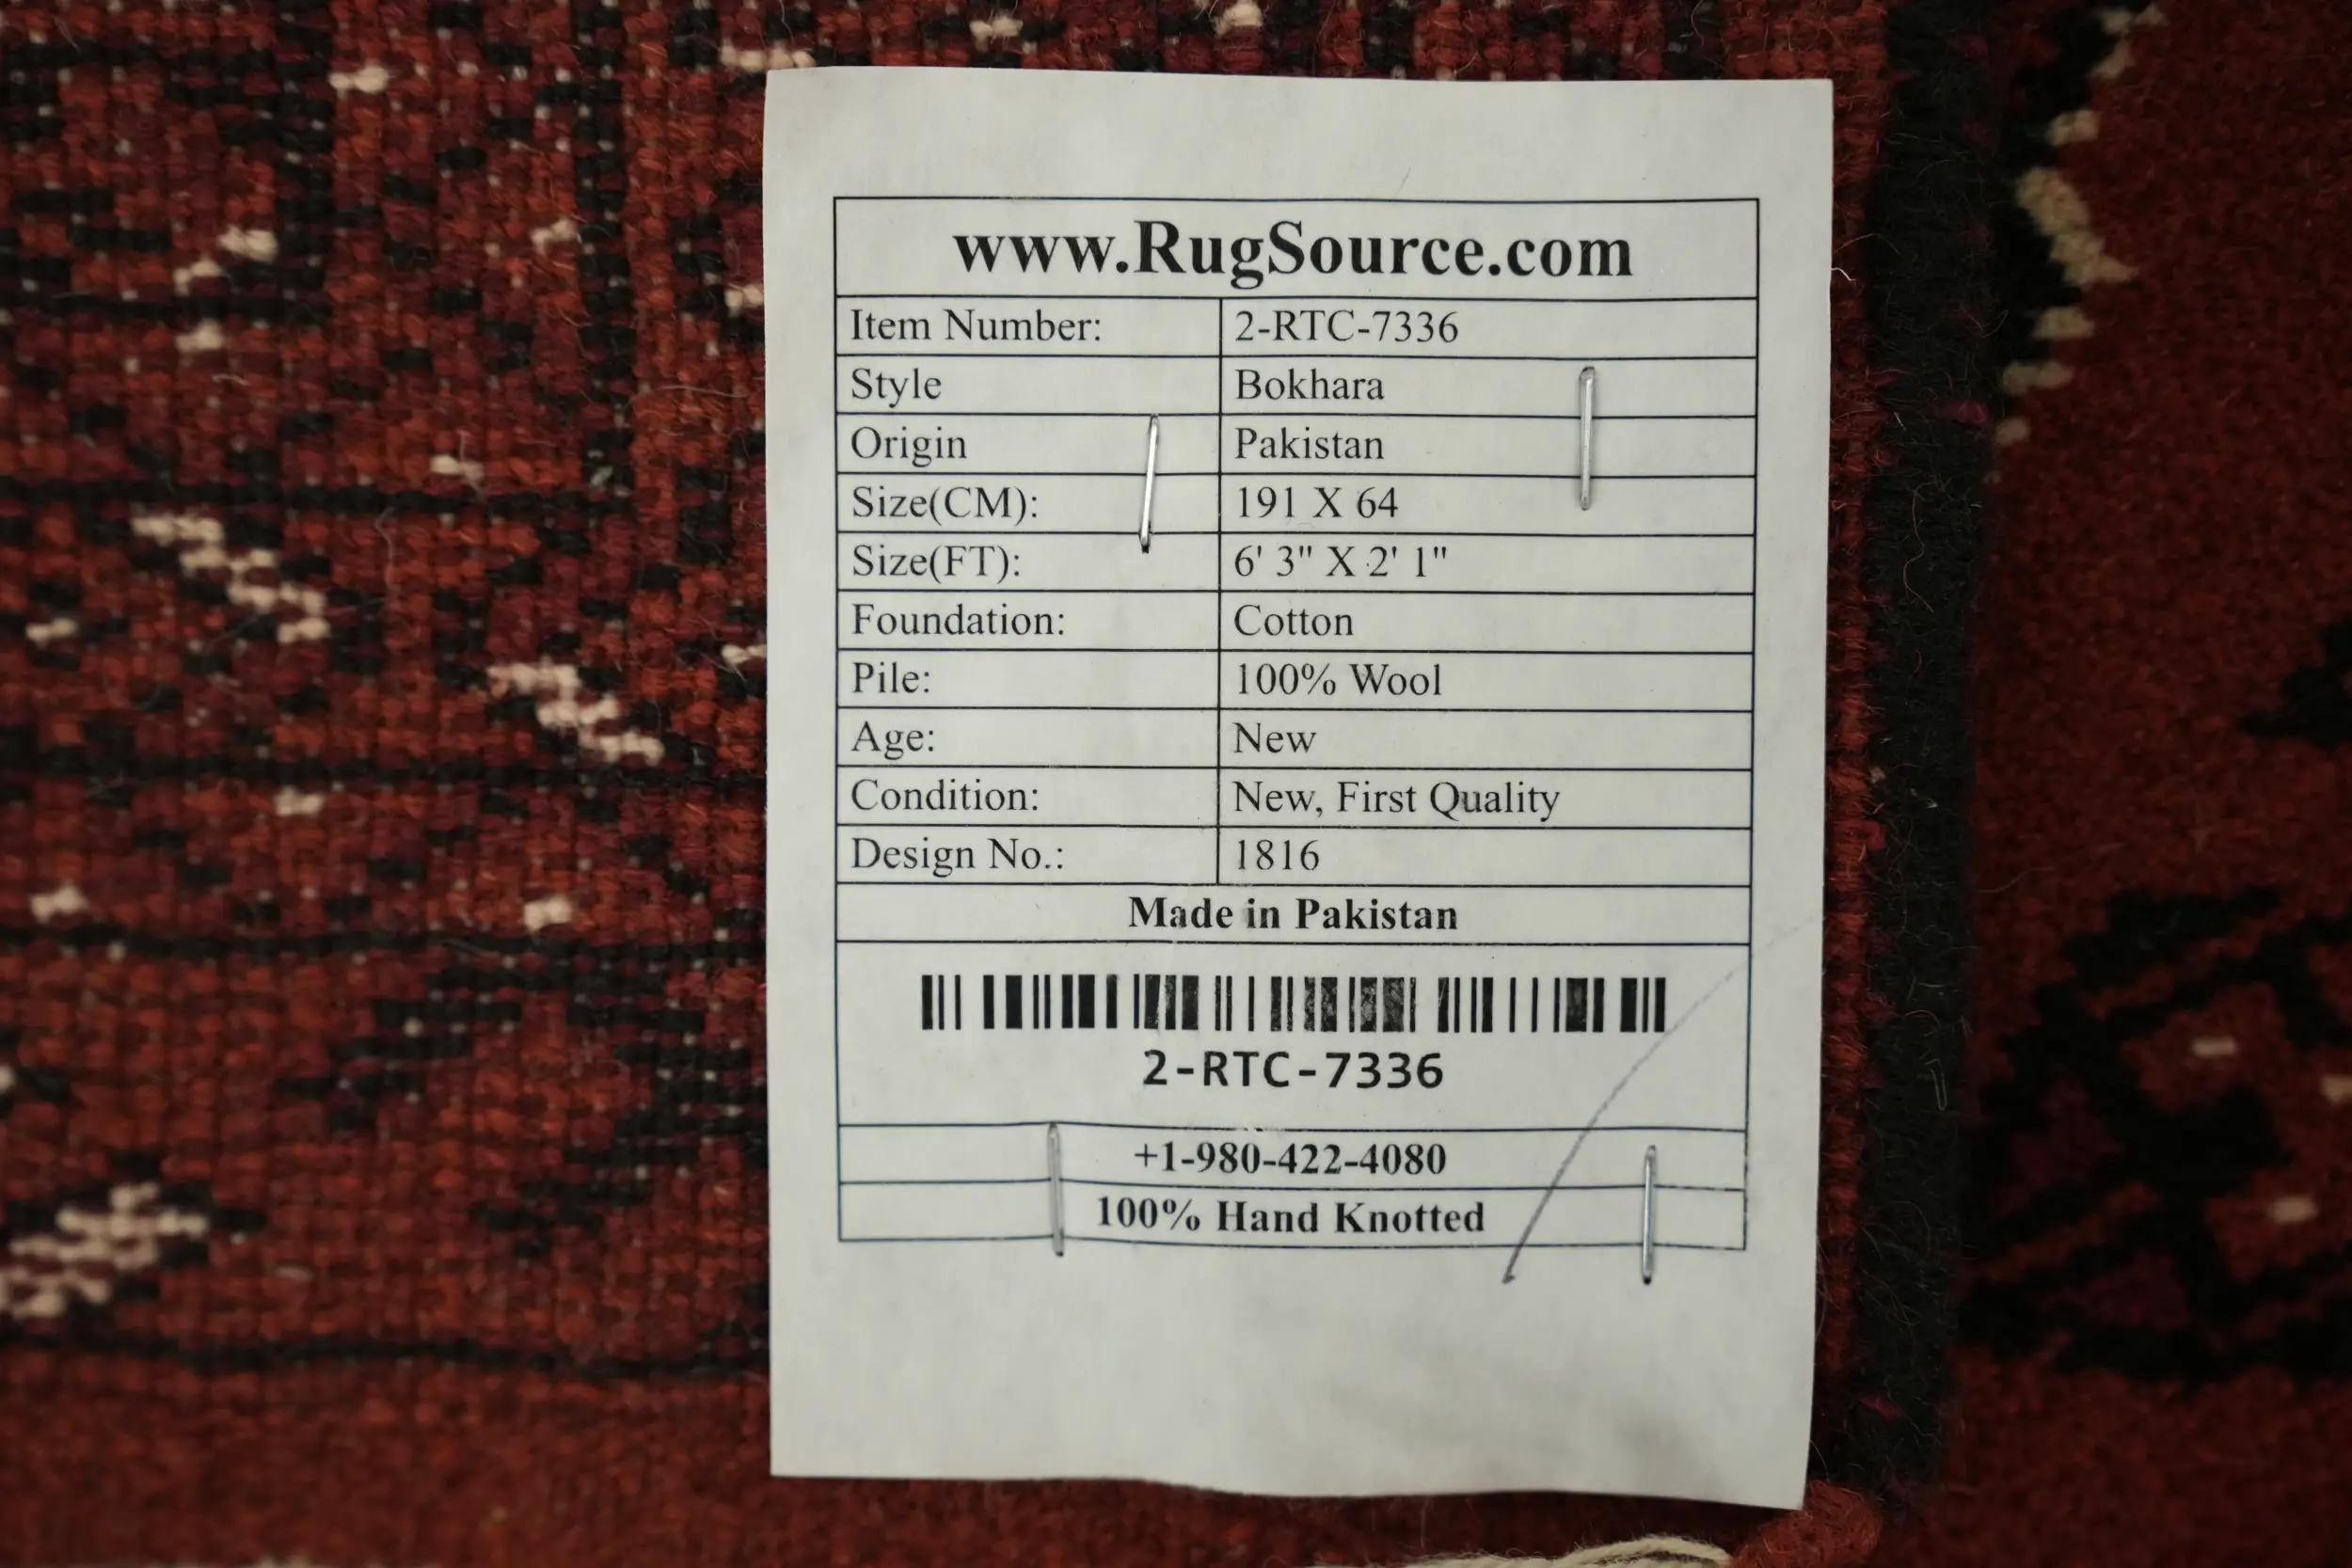 www.RugSource.com
Item Number: 2-RTC-7336
Style Bokhara
Origin Pakistan
Size(CM): 191 X 64
Size(FT): 6' 3" X 2' 1"
Foundation: Cotton
Pile: 100% Wool
Age: New
Condition: New, First Quality
Design No.: 1816
Made in Pakistan
2-RTC-7336
+1-980-422-4080
100% Hand Knotted